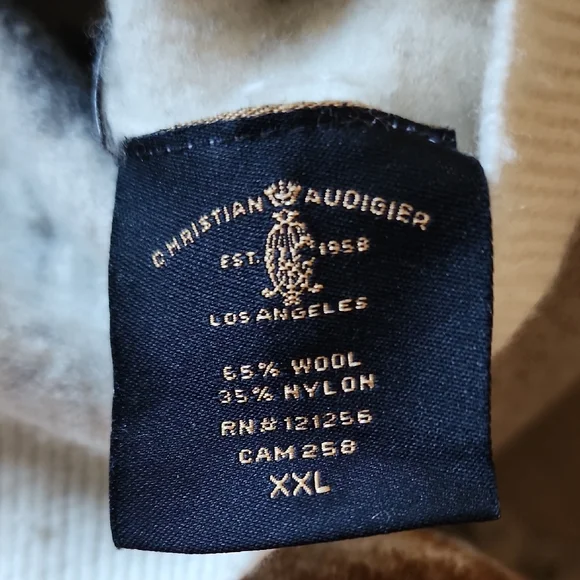 CHRISTIAN AUDIGIER
EST. 1958
LOS ANGELES
65% WOOL
35% NYLON
RN# 121256
CAM 258
XXL